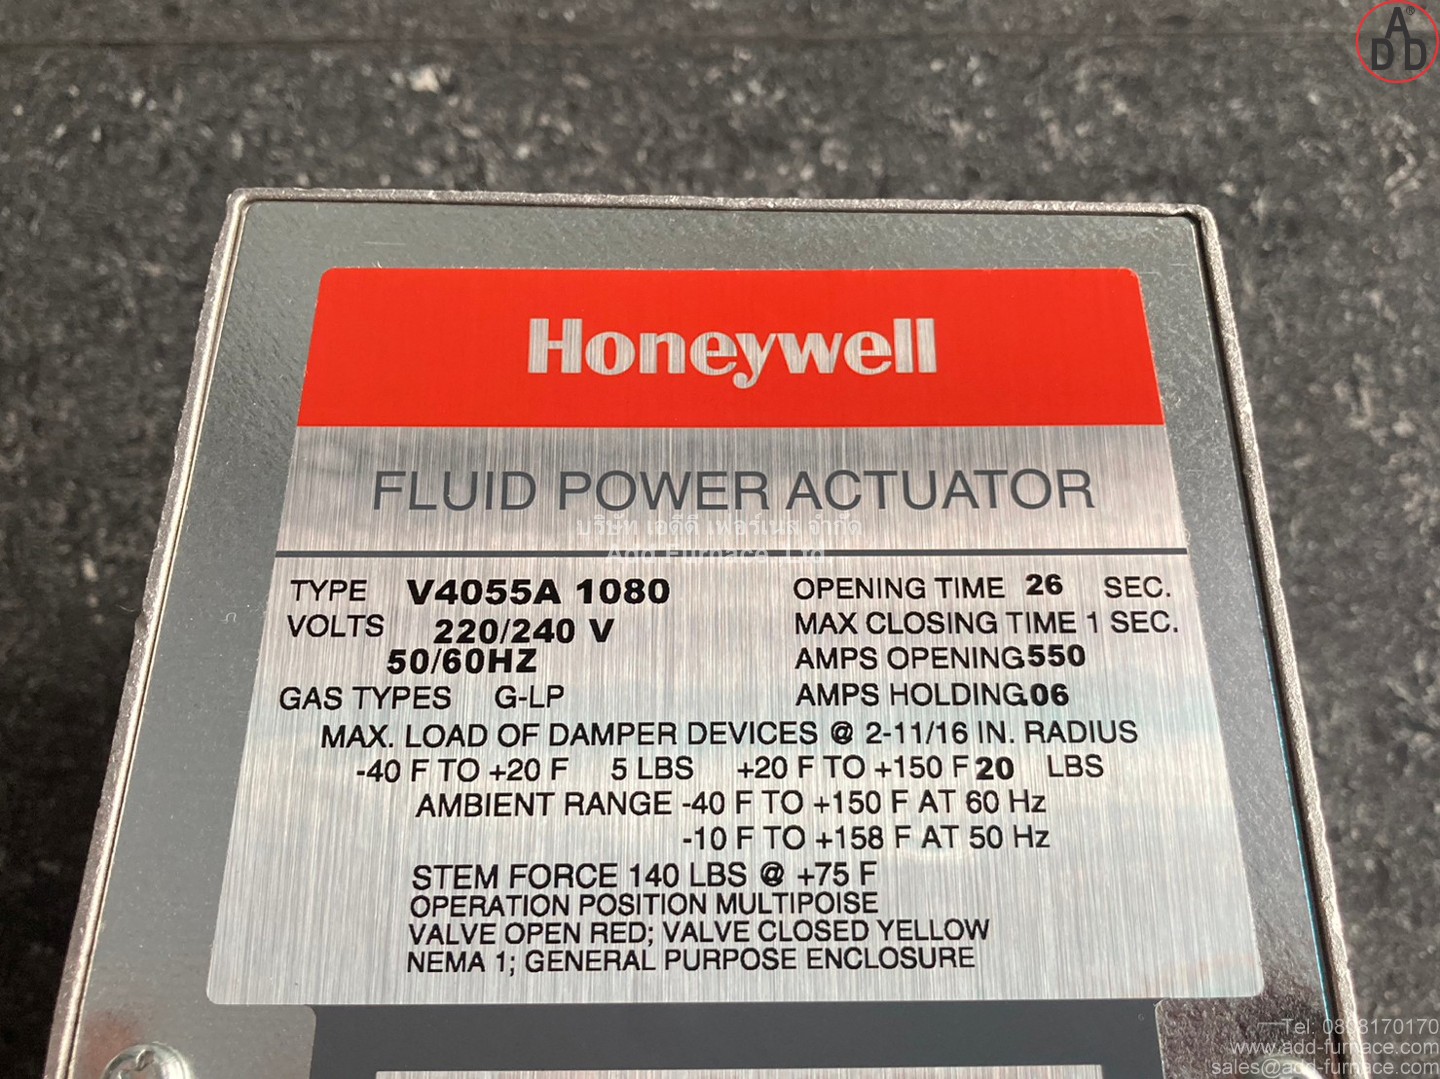 ADD®
Honeywell
FLUID POWER ACTUATOR
บริษัท เอดีดี เฟอร์เนส จำกัด
Add Furnace Ltd
TYPE V4055A 1080 OPENING TIME 26 SEC.
VOLTS 220/240 V MAX CLOSING TIME 1 SEC.
50/60HZ AMPS OPENING.550
GAS TYPES G-LP AMPS HOLDING.06
MAX. LOAD OF DAMPER DEVICES @ 2-11/16 IN. RADIUS
-40 F TO +20 F 5 LBS +20 F TO +150 F 20 LBS
AMBIENT RANGE -40 F TO +150 F AT 60 Hz
-10 F TO +158 F AT 50 Hz
STEM FORCE 140 LBS @ +75 F
OPERATION POSITION MULTIPOISE
VALVE OPEN RED; VALVE CLOSED YELLOW
NEMA 1; GENERAL PURPOSE ENCLOSURE
Tel: 0898170170
www.add-furnace.com
sales@add-furnace.com